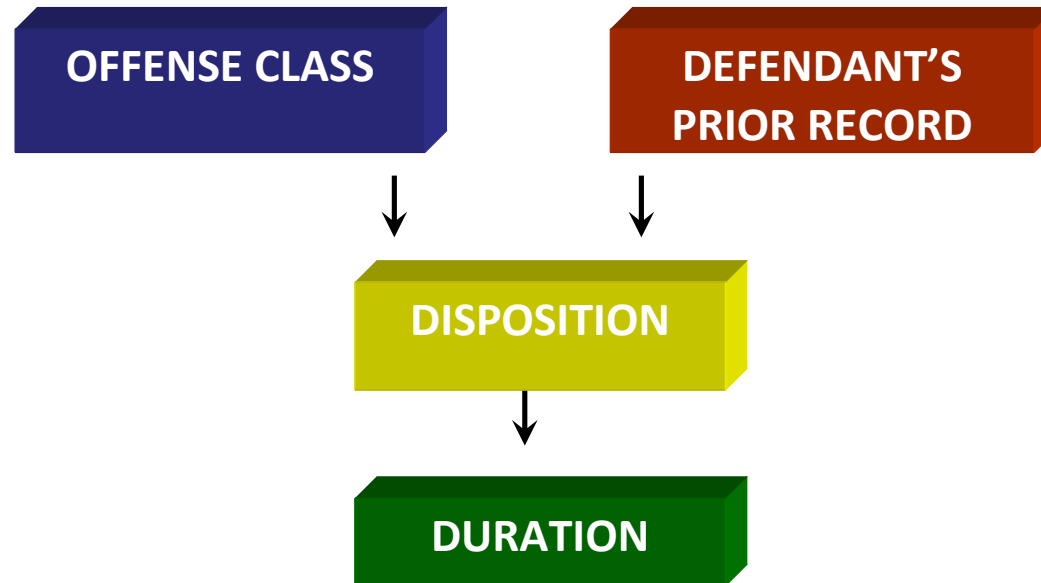 OFFENSE CLASS
DEFENDANT’S
PRIOR RECORD
DISPOSITION
DURATION